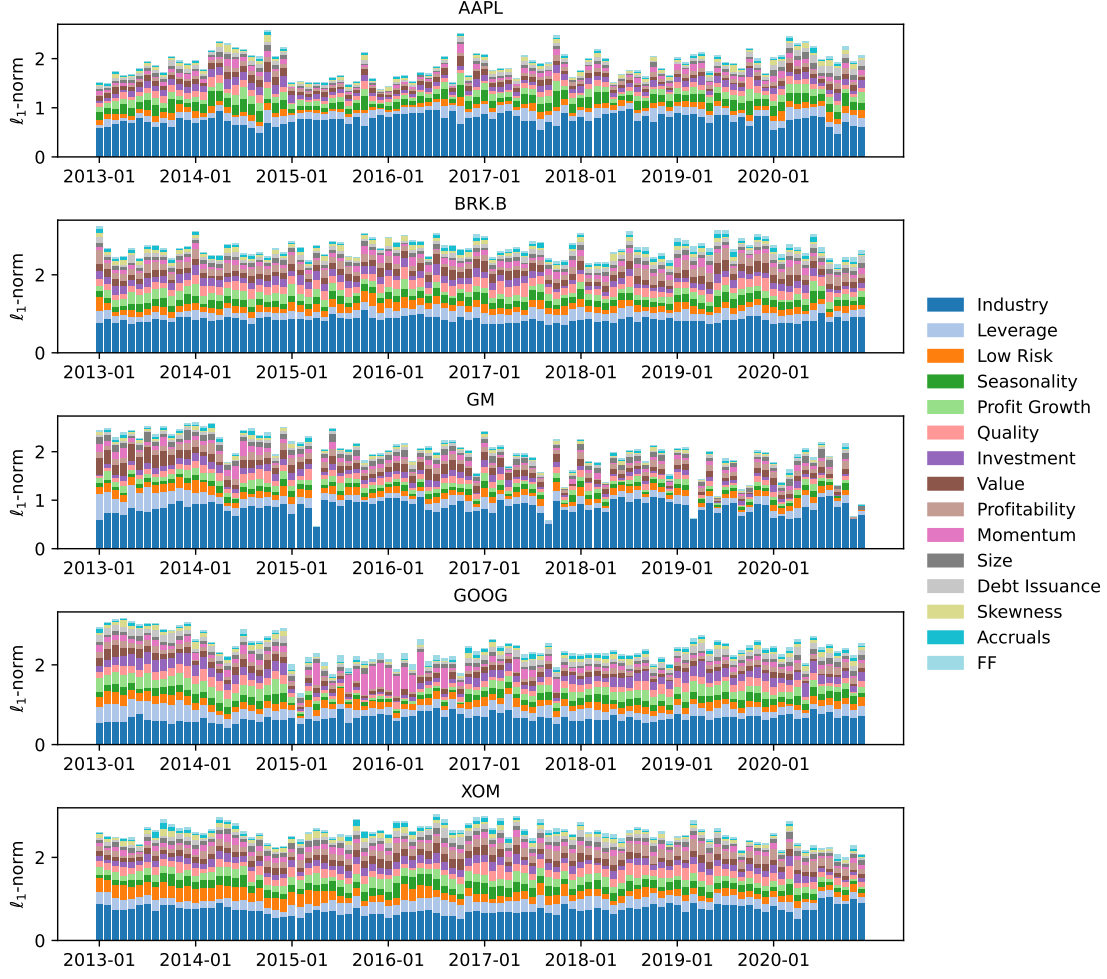 AAPL
ℓ1-norm
2
1
0
2013-01 2014-01 2015-01 2016-01 2017-01 2018-01 2019-01 2020-01
BRK.B
ℓ1-norm
2
0
2013-01 2014-01 2015-01 2016-01 2017-01 2018-01 2019-01 2020-01
GM
ℓ1-norm
2
1
0
2013-01 2014-01 2015-01 2016-01 2017-01 2018-01 2019-01 2020-01
GOOG
ℓ1-norm
2
0
2013-01 2014-01 2015-01 2016-01 2017-01 2018-01 2019-01 2020-01
XOM
ℓ1-norm
2
0
2013-01 2014-01 2015-01 2016-01 2017-01 2018-01 2019-01 2020-01
Industry
Leverage
Low Risk
Seasonality
Profit Growth
Quality
Investment
Value
Profitability
Momentum
Size
Debt Issuance
Skewness
Accruals
FF